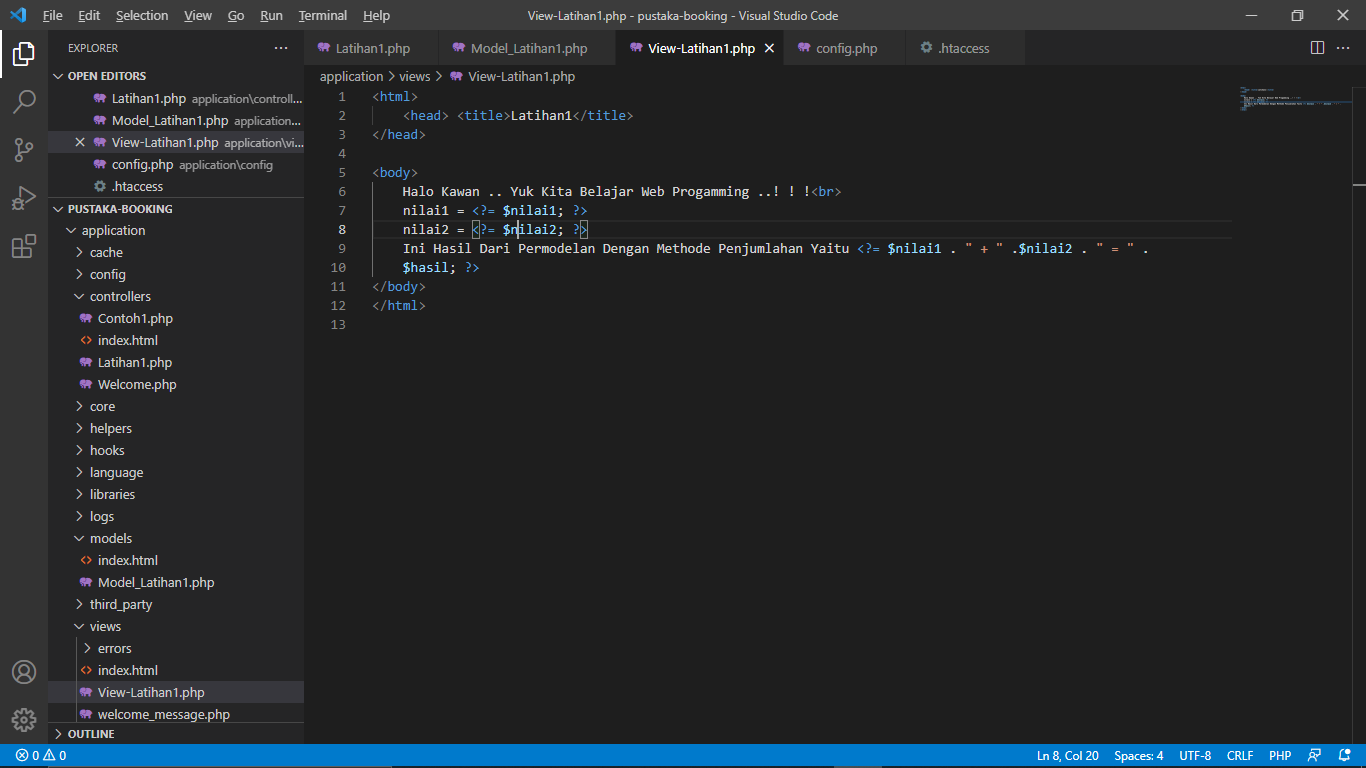 File Edit Selection View Go Run Terminal Help View-Latihan1.php - pustaka-booking - Visual Studio Code
EXPLORER
OPEN EDITORS
Latihan1.php application\controll...
Model_Latihan1.php application...
View-Latihan1.php application\vi...
config.php application\config
.htaccess
PUSTAKA-BOOKING
application
cache
config
controllers
Contoh1.php
index.html
Latihan1.php
Welcome.php
core
helpers
hooks
language
libraries
logs
models
index.html
Model_Latihan1.php
third_party
views
errors
index.html
View-Latihan1.php
welcome_message.php
OUTLINE
Latihan1.php Model_Latihan1.php View-Latihan1.php config.php .htaccess
application > views > View-Latihan1.php
1 <html>
2 <head> <title>Latihan1</title>
3 </head>
4
5 <body>
6 Halo Kawan .. Yuk Kita Belajar Web Progamming ..! ! !<br>
7 nilai1 = <?= $nilai1; ?>
8 nilai2 = <?= $nilai2; ?>
9 Ini Hasil Dari Permodelan Dengan Methode Penjumlahan Yaitu <?= $nilai1 . " + " .$nilai2 . " = " .
10 $hasil; ?>
11 </body>
12 </html>
13
0 0 Ln 8, Col 20 Spaces: 4 UTF-8 CRLF PHP